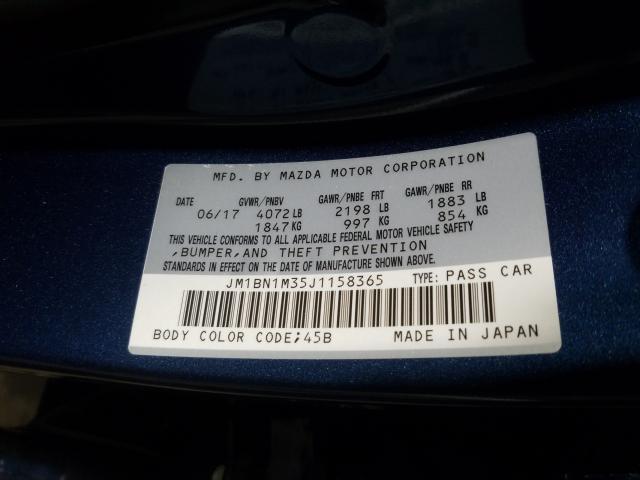 MFD. BY MAZDA MOTOR CORPORATION
DATE GVWR/PNBV GAWR/PNBE FRT GAWR/PNBE RR
06/17 4072 LB 2198 LB 1883 LB
1847 KG 997 KG 854 KG
THIS VEHICLE CONFORMS TO ALL APPLICABLE FEDERAL MOTOR VEHICLE SAFETY
,BUMPER,AND THEFT PREVENTION
STANDARDS IN EFFECT ON THE DATE OF MANUFACTURE SHOWN ABOVE.
JM1BN1M35J1158365 TYPE: PASS CAR
BODY COLOR CODE;45B MADE IN JAPAN